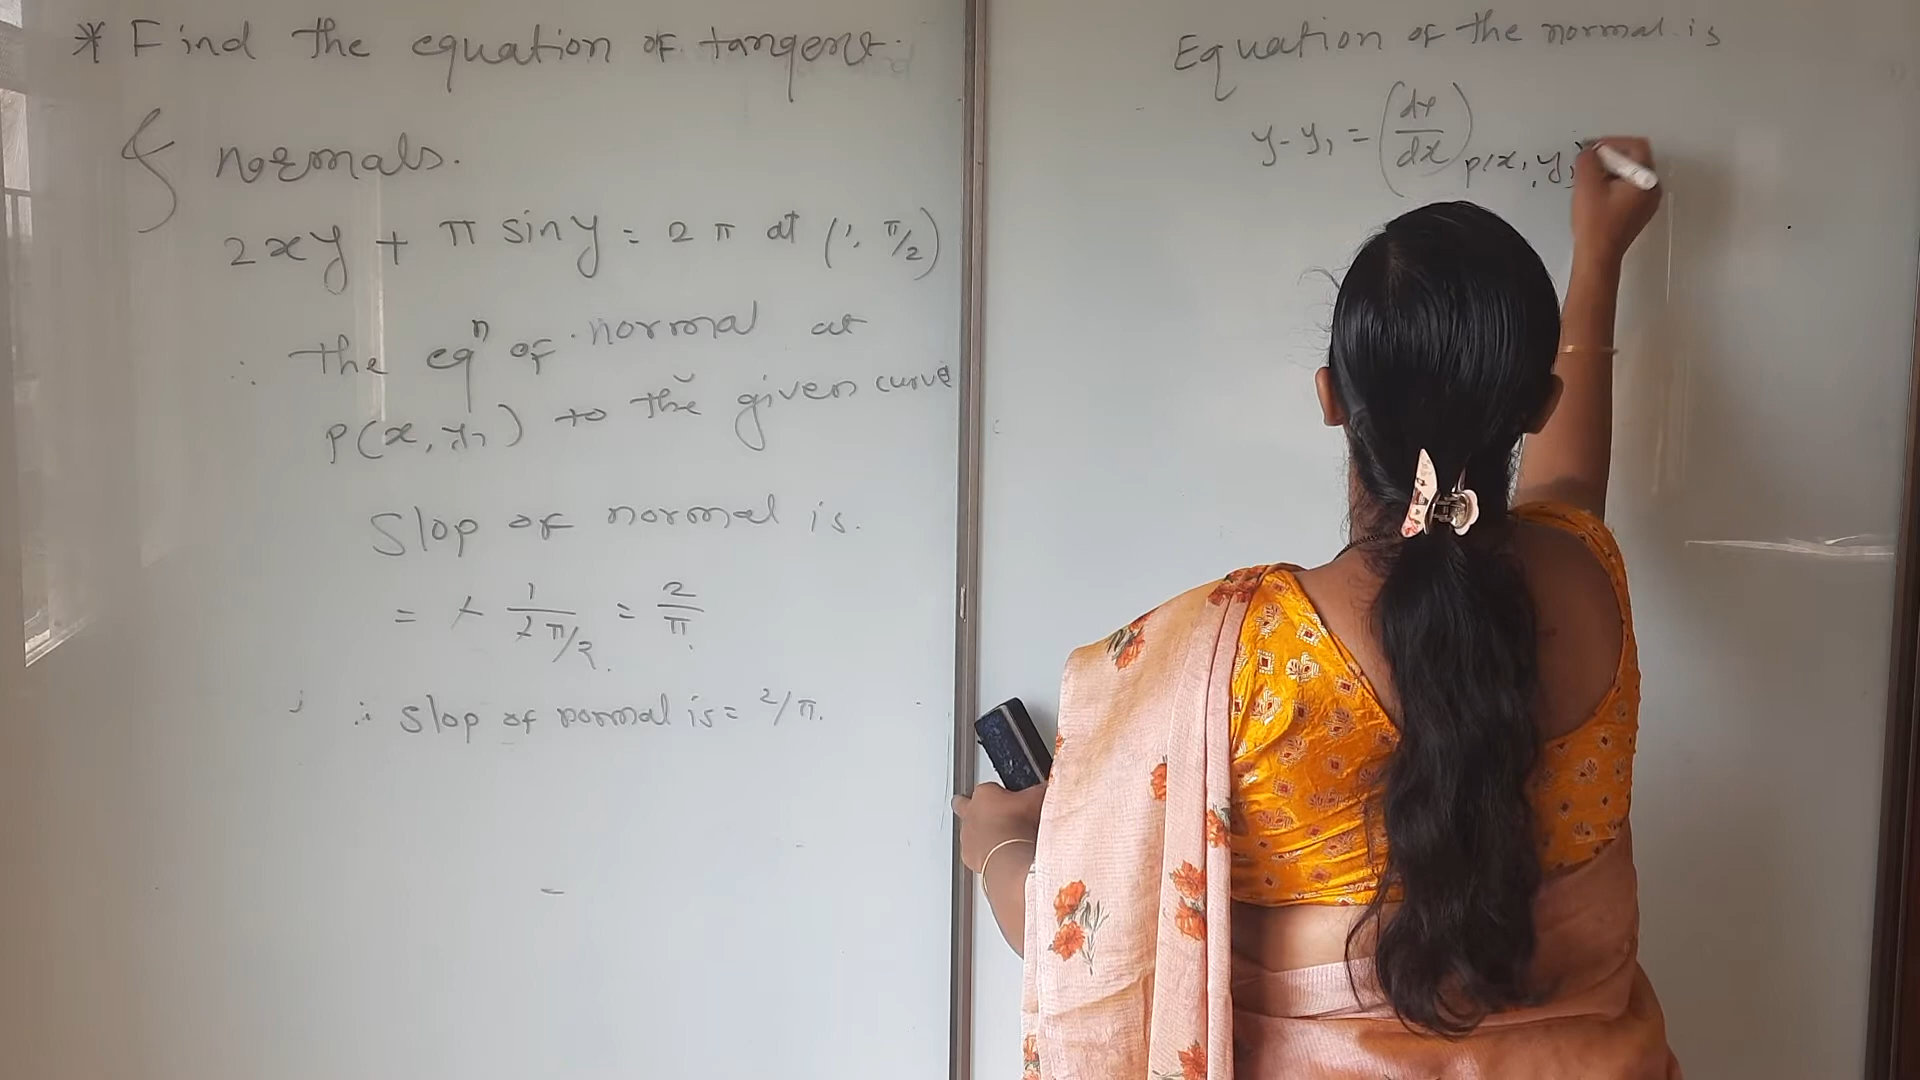 * Find the equation of tangent
& normals.
2xy + π siny = 2π at (1, π/2)
∴ the eqⁿ of normal at
P(x, y₁) to the given curve
Slop of normal is.
= + 1/(2π/2) = 2/π
∴ slop of normal is = 2/π.
Equation of the normal is
y - y₁ = (dy/dx) P(x₁, y₁)